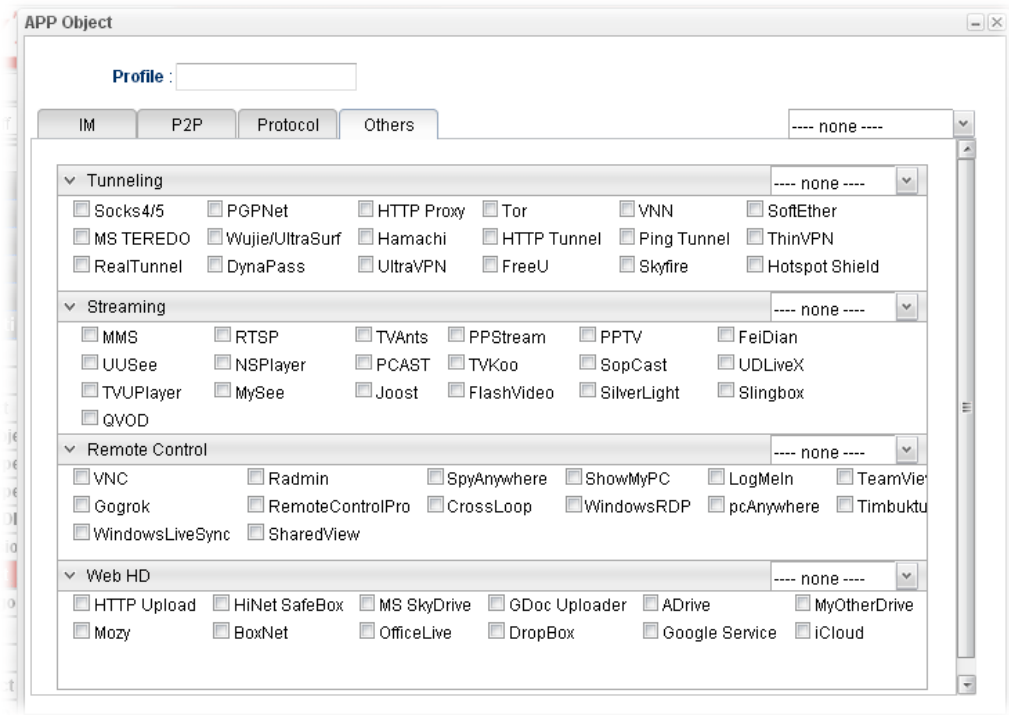 APP Object
Profile :
IM P2P Protocol Others ---- none ----
Tunneling ---- none ----
Socks4/5 PGPNet HTTP Proxy Tor VNN SoftEther
MS TEREDO Wujie/UltraSurf Hamachi HTTP Tunnel Ping Tunnel ThinVPN
RealTunnel DynaPass UltraVPN FreeU Skyfire Hotspot Shield
Streaming ---- none ----
MMS RTSP TVAnts PPStream PPTV FeiDian
UUSee NSPlayer PCAST TVKoo SopCast UDLiveX
TVUPlayer MySee Joost FlashVideo SilverLight Slingbox
QVOD
Remote Control ---- none ----
VNC Radmin SpyAnywhere ShowMyPC LogMeIn TeamVie
Gogrok RemoteControlPro CrossLoop WindowsRDP pcAnywhere Timbuktu
WindowsLiveSync SharedView
Web HD ---- none ----
HTTP Upload HiNet SafeBox MS SkyDrive GDoc Uploader ADrive MyOtherDrive
Mozy BoxNet OfficeLive DropBox Google Service iCloud